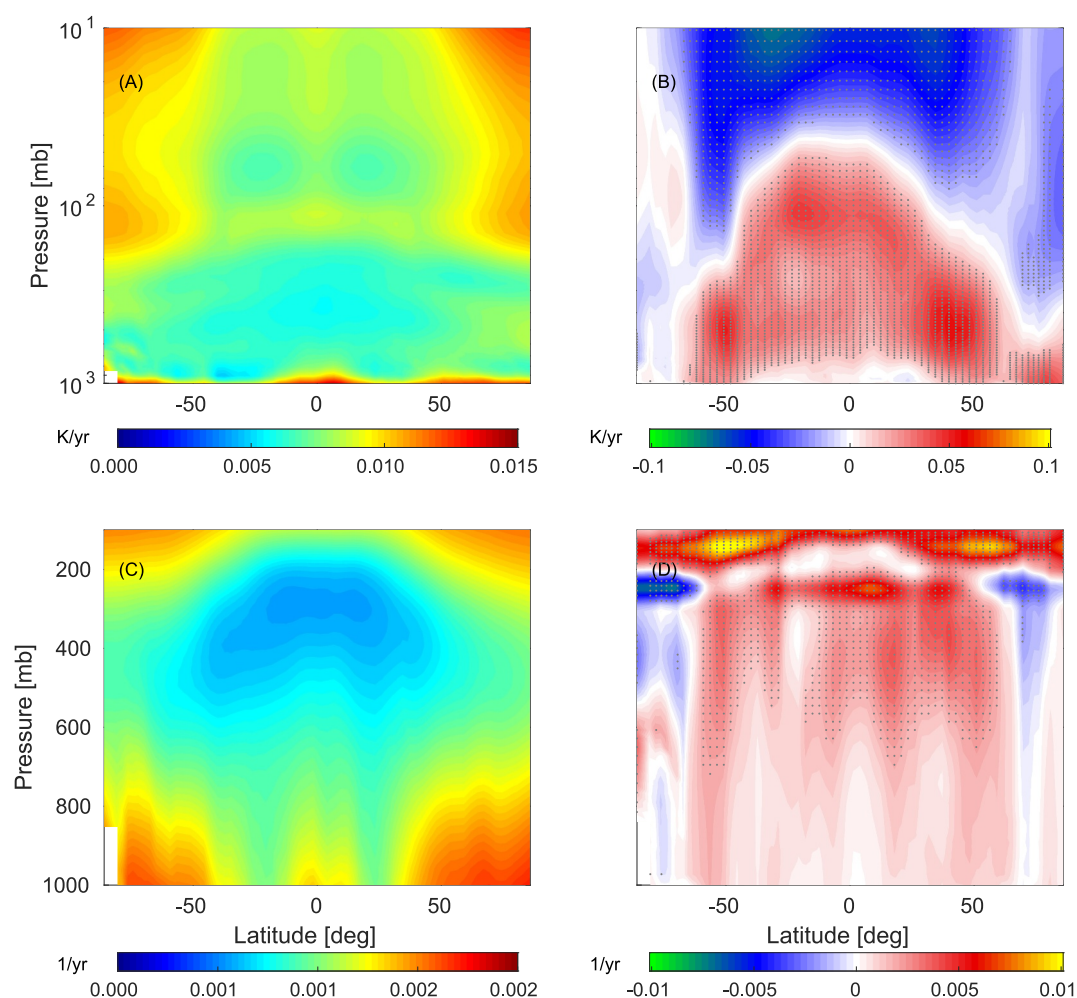 10^1 (A) (B)
Pressure [mb] 10^2
10^3
-50 0 50 -50 0 50
K/yr K/yr
0.000 0.005 0.010 0.015 -0.1 -0.05 0 0.05 0.1
200 (C) (D)
400
Pressure [mb] 600
800
1000
-50 0 50 -50 0 50
Latitude [deg] Latitude [deg]
1/yr 1/yr
0.000 0.001 0.001 0.002 0.002 -0.01 -0.005 0 0.005 0.01